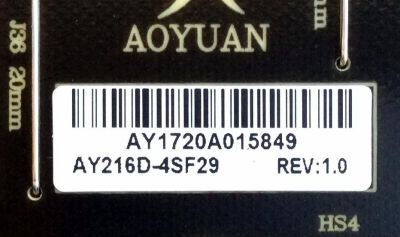 AOYUAN
J36 20mm
AY1720A015849
AY216D-4SF29 REV:1.0
HS4